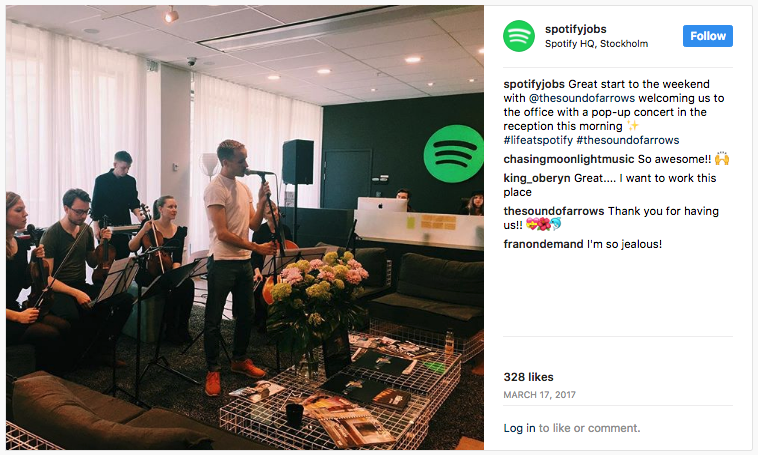 spotifyjobs
Spotify HQ, Stockholm
Follow
spotifyjobs Great start to the weekend
with @thesoundofarrows welcoming us to
the office with a pop-up concert in the
reception this morning ✨
#lifeatspotify #thesoundofarrows
chasingmoonlightmusic So awesome!! 🙌
king_oberyn Great.... I want to work this
place
thesoundofarrows Thank you for having
us!! 💝🌺🐬
franondemand I'm so jealous!
328 likes
MARCH 17, 2017
Log in to like or comment.